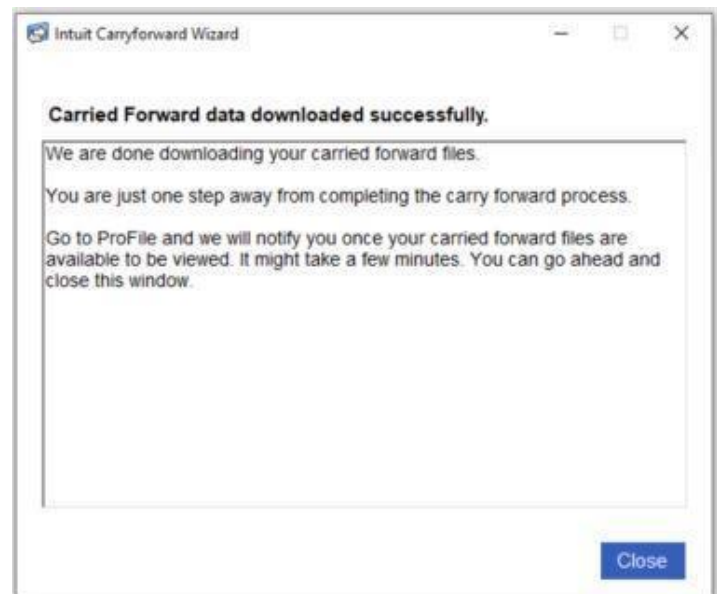 Intuit Carryforward Wizard
Carried Forward data downloaded successfully.
We are done downloading your carried forward files.
You are just one step away from completing the carry forward process.
Go to ProFile and we will notify you once your carried forward files are
available to be viewed. It might take a few minutes. You can go ahead and
close this window.
Close